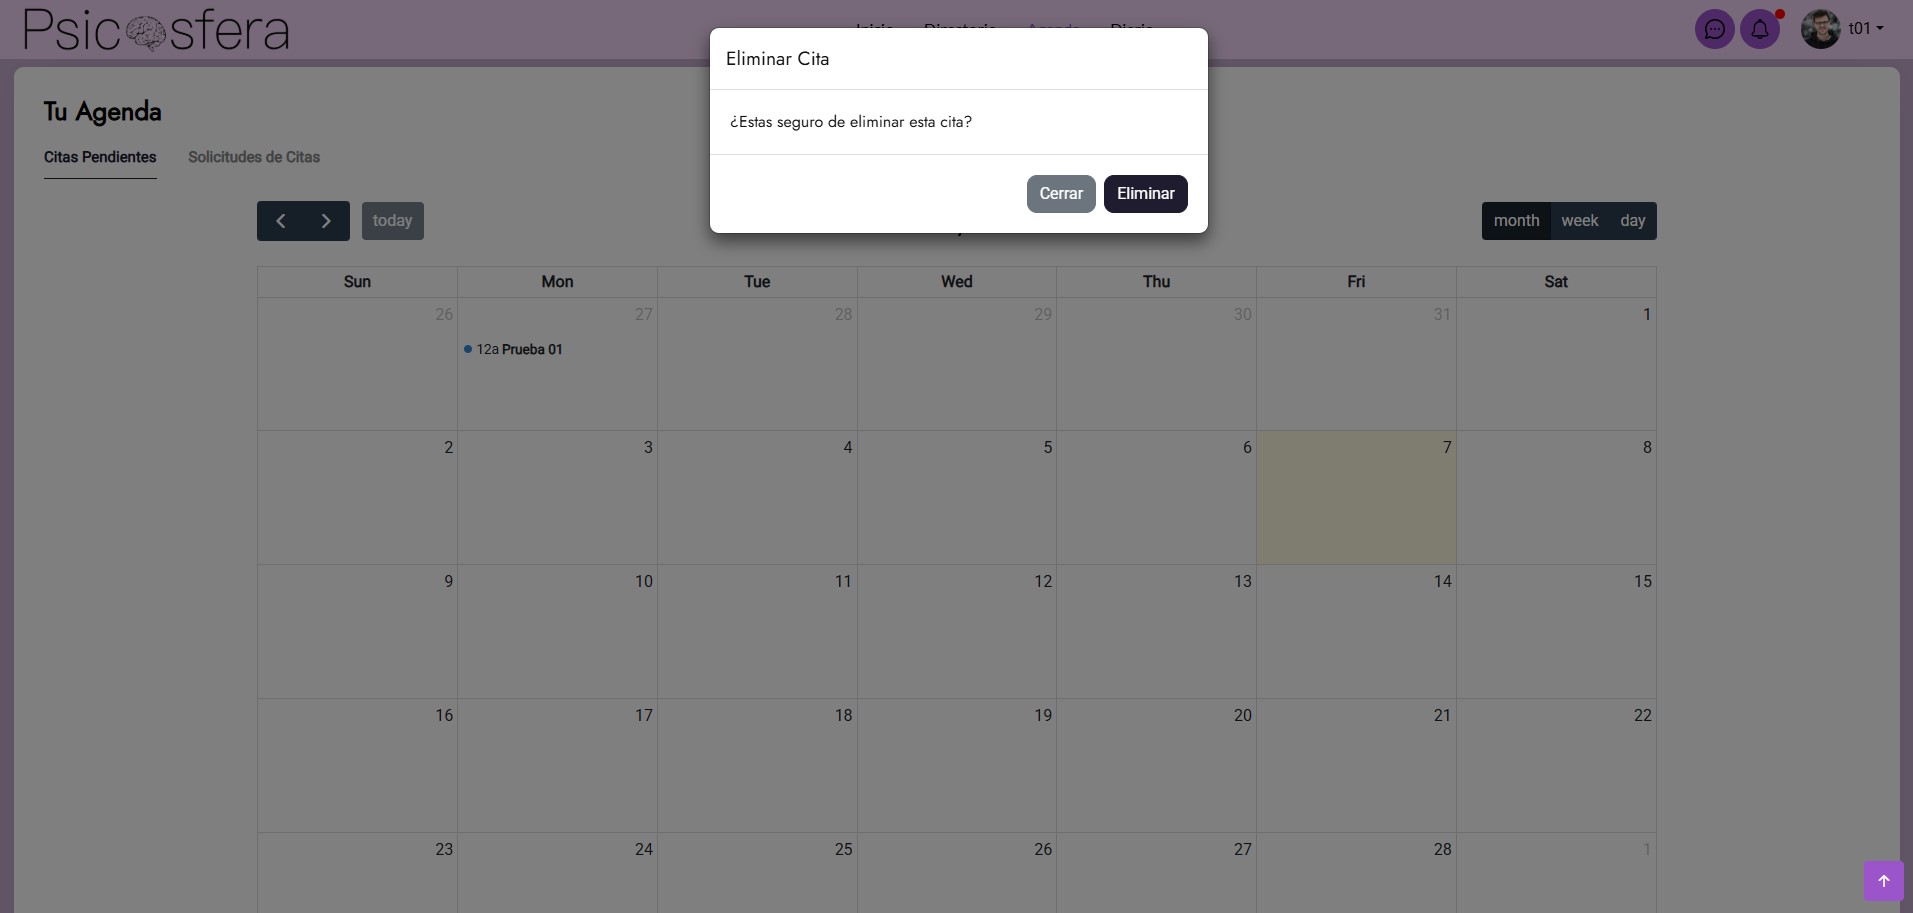 Psicosfera
Inicio Directorio Agenda Diario
t01
Eliminar Cita
¿Estas seguro de eliminar esta cita?
Cerrar Eliminar
Tu Agenda
Citas Pendientes Solicitudes de Citas
today
month week day
Sun Mon Tue Wed Thu Fri Sat
26 27 28 29 30 31 1
12a Prueba 01
2 3 4 5 6 7 8
9 10 11 12 13 14 15
16 17 18 19 20 21 22
23 24 25 26 27 28 1